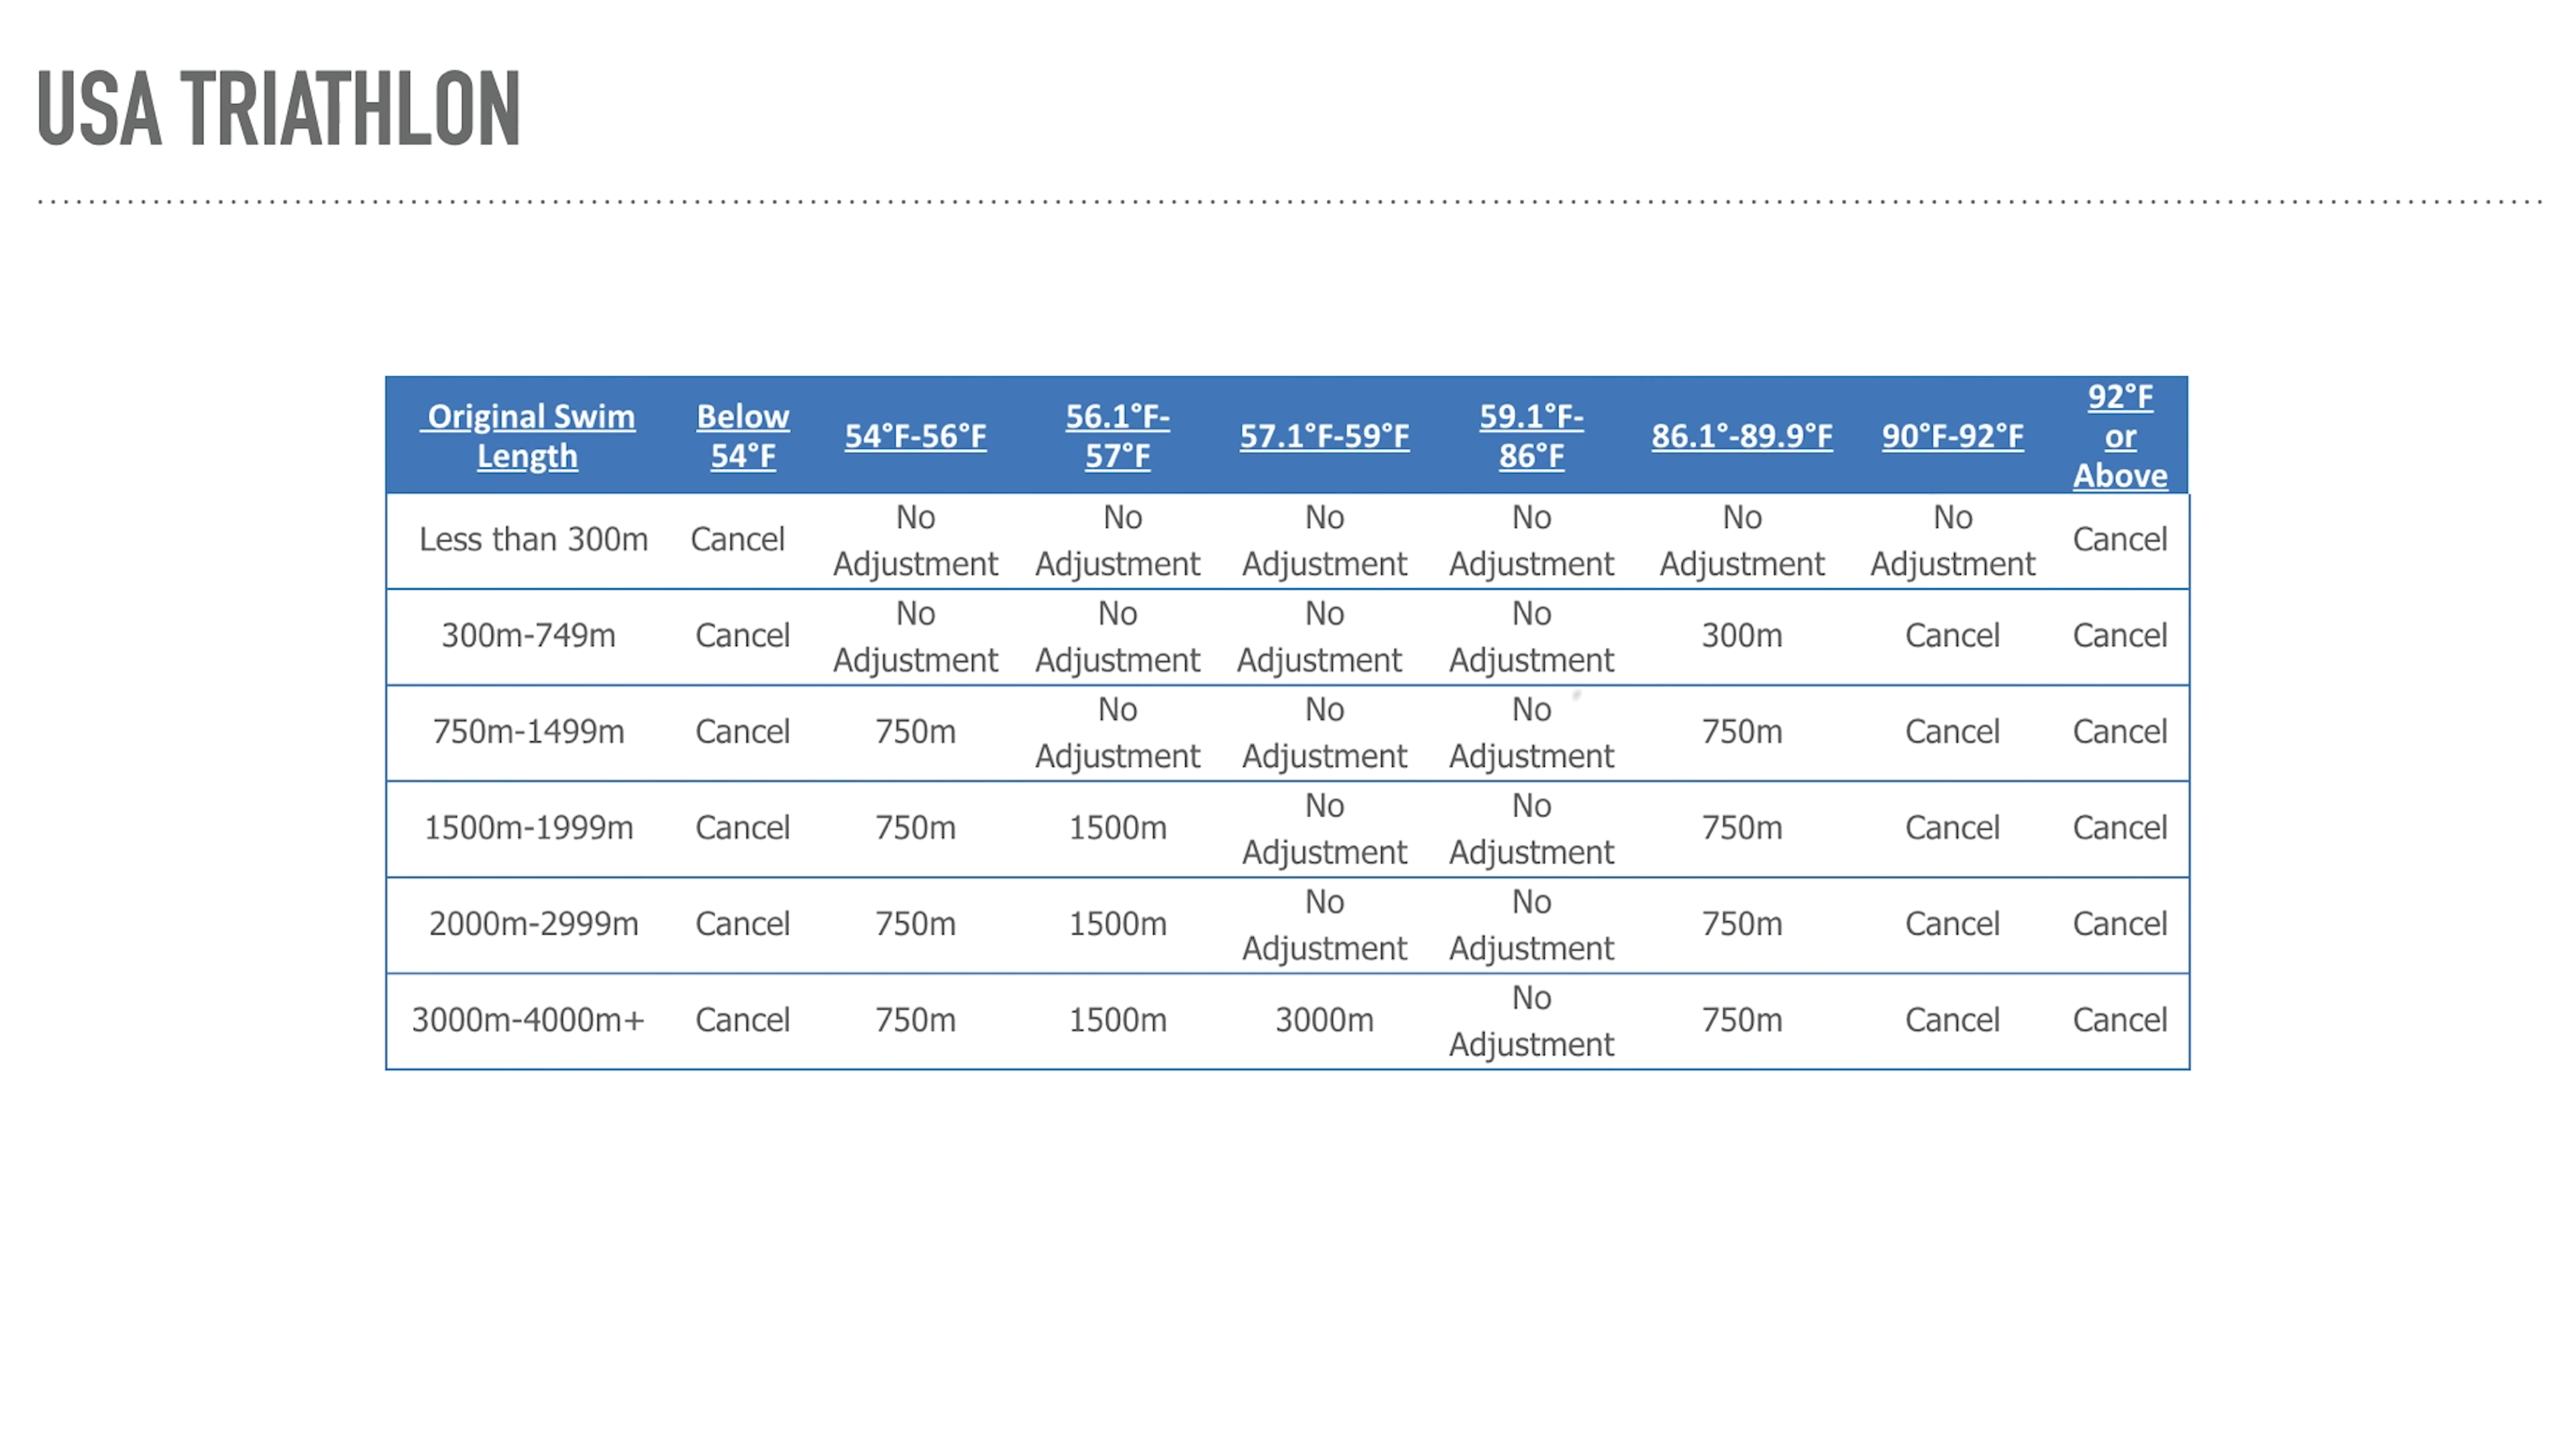 USA TRIATHLON
Original Swim Length Below 54°F 54°F-56°F 56.1°F-57°F 57.1°F-59°F 59.1°F-86°F 86.1°-89.9°F 90°F-92°F 92°F or Above
Less than 300m Cancel No Adjustment No Adjustment No Adjustment No Adjustment No Adjustment No Adjustment Cancel
300m-749m Cancel No Adjustment No Adjustment No Adjustment No Adjustment 300m Cancel Cancel
750m-1499m Cancel 750m No Adjustment No Adjustment No Adjustment 750m Cancel Cancel
1500m-1999m Cancel 750m 1500m No Adjustment No Adjustment 750m Cancel Cancel
2000m-2999m Cancel 750m 1500m No Adjustment No Adjustment 750m Cancel Cancel
3000m-4000m+ Cancel 750m 1500m 3000m No Adjustment 750m Cancel Cancel